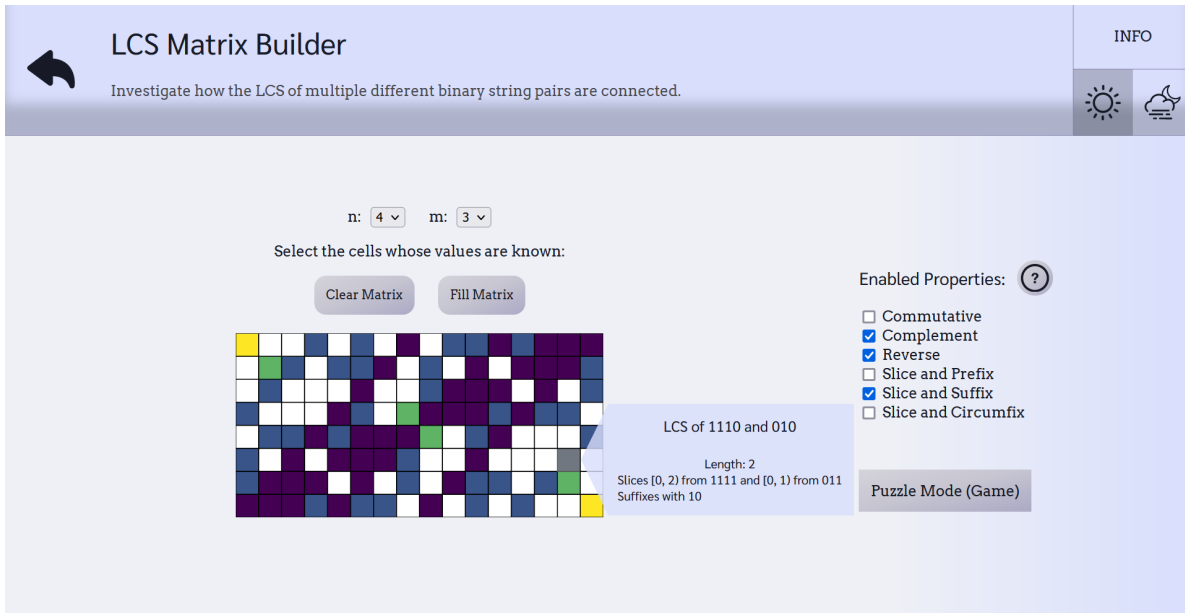 LCS Matrix Builder
INFO
Investigate how the LCS of multiple different binary string pairs are connected.
n: 4 m: 3
Select the cells whose values are known:
Clear Matrix Fill Matrix
Enabled Properties: ?
Commutative
Complement
Reverse
Slice and Prefix
Slice and Suffix
Slice and Circumfix
LCS of 1110 and 010
Length: 2
Slices [0, 2) from 1111 and [0, 1) from 011
Suffixes with 10
Puzzle Mode (Game)